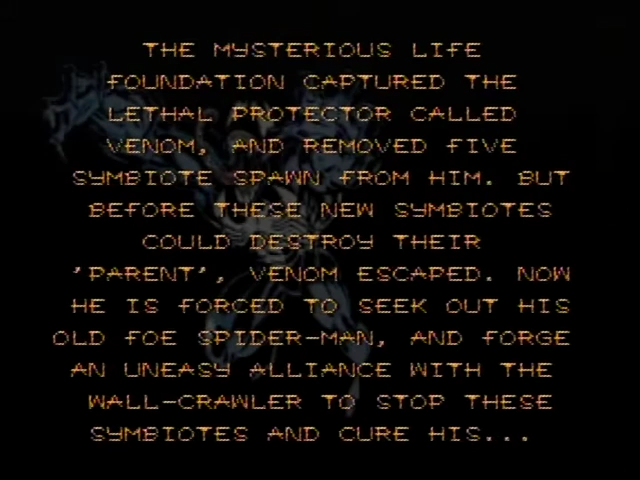 THE MYSTERIOUS LIFE
FOUNDATION CAPTURED THE
LETHAL PROTECTOR CALLED
VENOM, AND REMOVED FIVE
SYMBIOTE SPAWN FROM HIM. BUT
BEFORE THESE NEW SYMBIOTES
COULD DESTROY THEIR
'PARENT', VENOM ESCAPED. NOW
HE IS FORCED TO SEEK OUT HIS
OLD FOE SPIDER-MAN, AND FORGE
AN UNEASY ALLIANCE WITH THE
WALL-CRAWLER TO STOP THESE
SYMBIOTES AND CURE HIS...